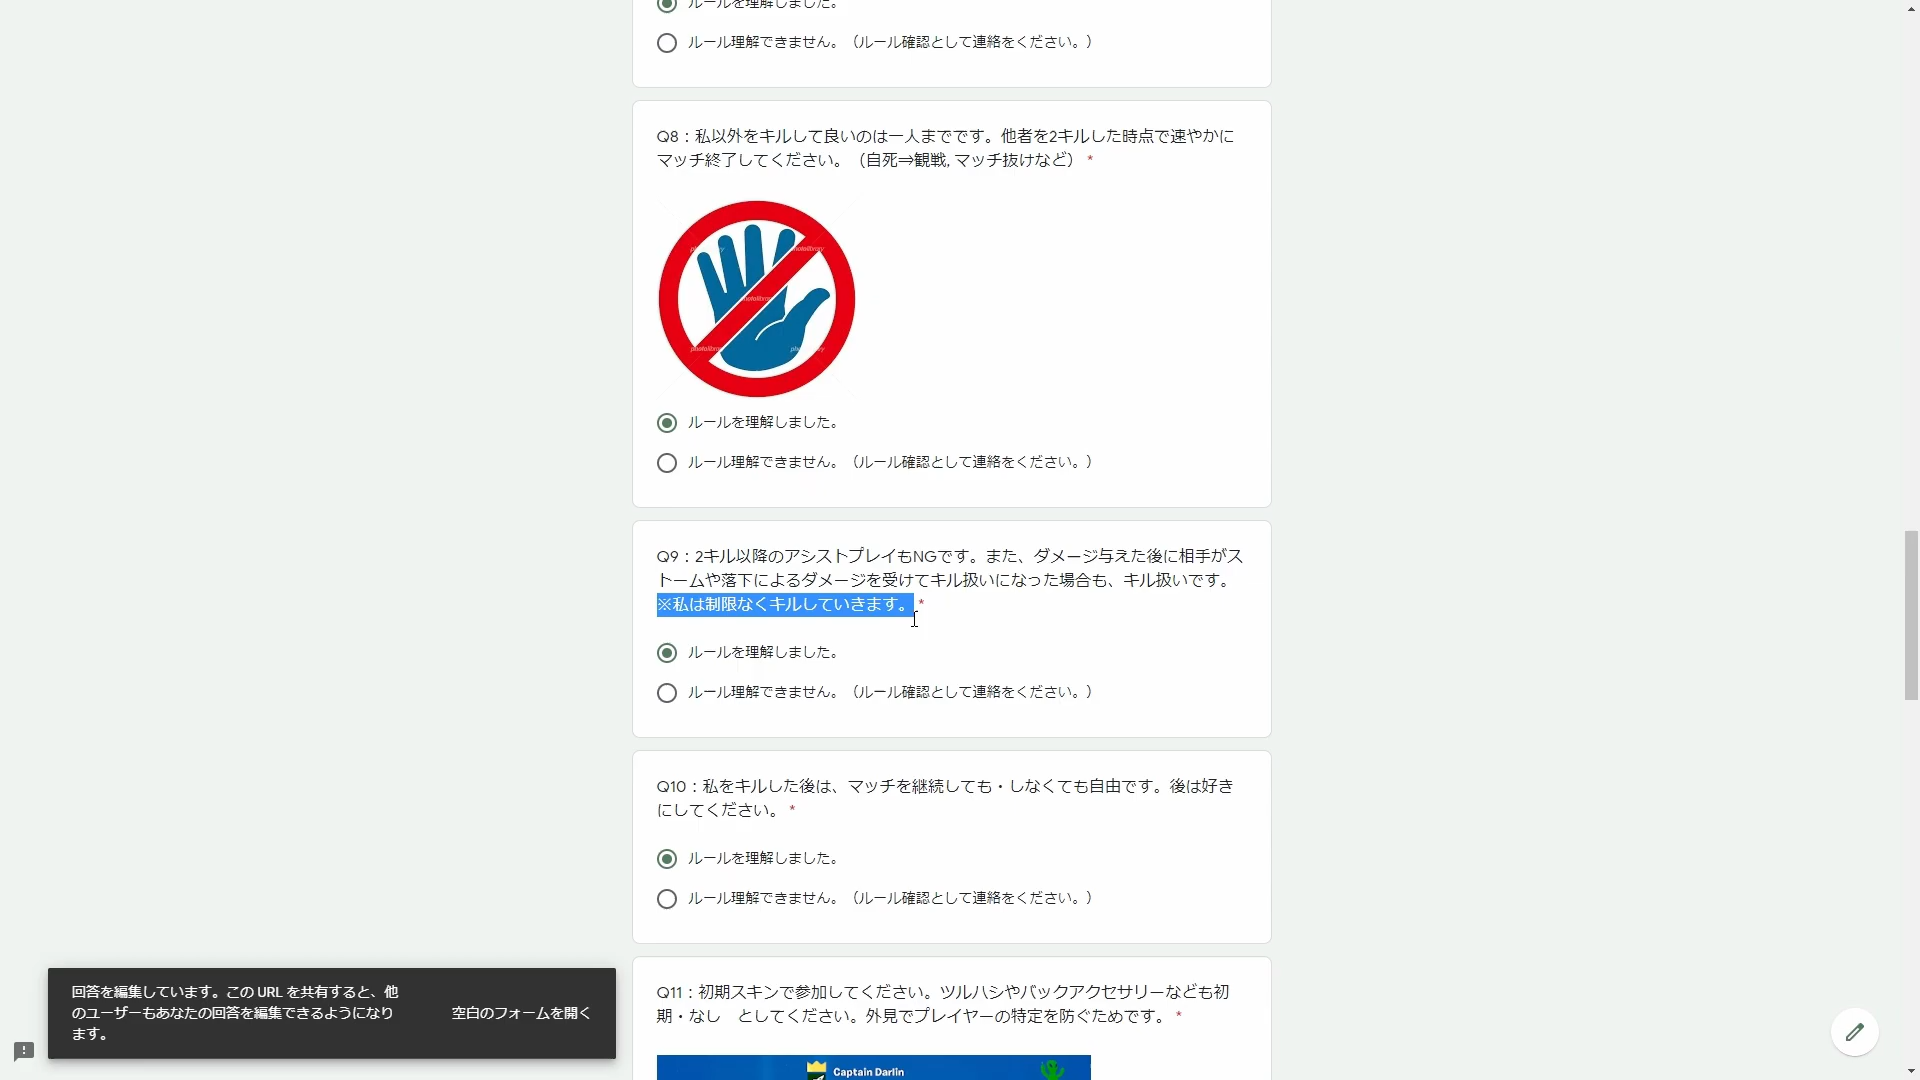 ルールを理解しました。
ルール理解できません。（ルール確認として連絡をください。）
Q8：私以外をキルして良いのは一人までです。他者を2キルした時点で速やかに
マッチ終了してください。（自死⇒観戦, マッチ抜けなど） *
photolibrary
ルールを理解しました。
ルール理解できません。（ルール確認として連絡をください。）
Q9：2キル以降のアシストプレイもNGです。また、ダメージ与えた後に相手がス
トームや落下によるダメージを受けてキル扱いになった場合も、キル扱いです。
※私は制限なくキルしていきます。 *
ルールを理解しました。
ルール理解できません。（ルール確認として連絡をください。）
Q10：私をキルした後は、マッチを継続しても・しなくても自由です。後は好き
にしてください。 *
ルールを理解しました。
ルール理解できません。（ルール確認として連絡をください。）
Q11：初期スキンで参加してください。ツルハシやバックアクセサリーなども初
期・なし　としてください。外見でプレイヤーの特定を防ぐためです。 *
Captain Darlin
回答を編集しています。この URL を共有すると、他
のユーザーもあなたの回答を編集できるようになり
ます。
空白のフォームを開く